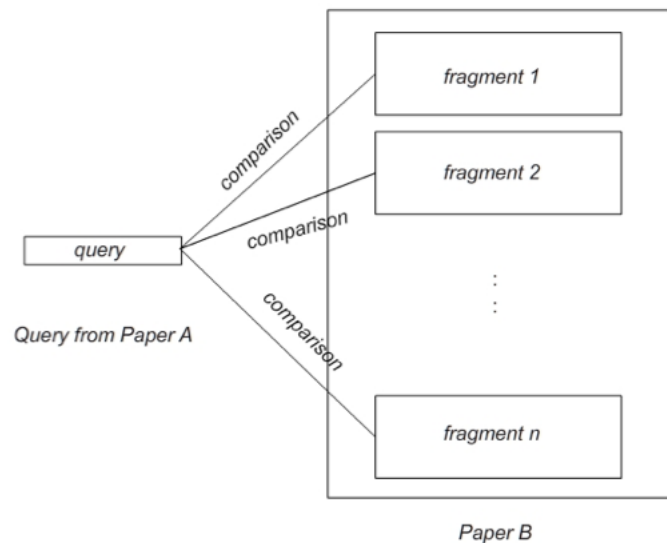 fragment 1
comparison
fragment 2
query
comparison
Query from Paper A
comparison
fragment n
Paper B